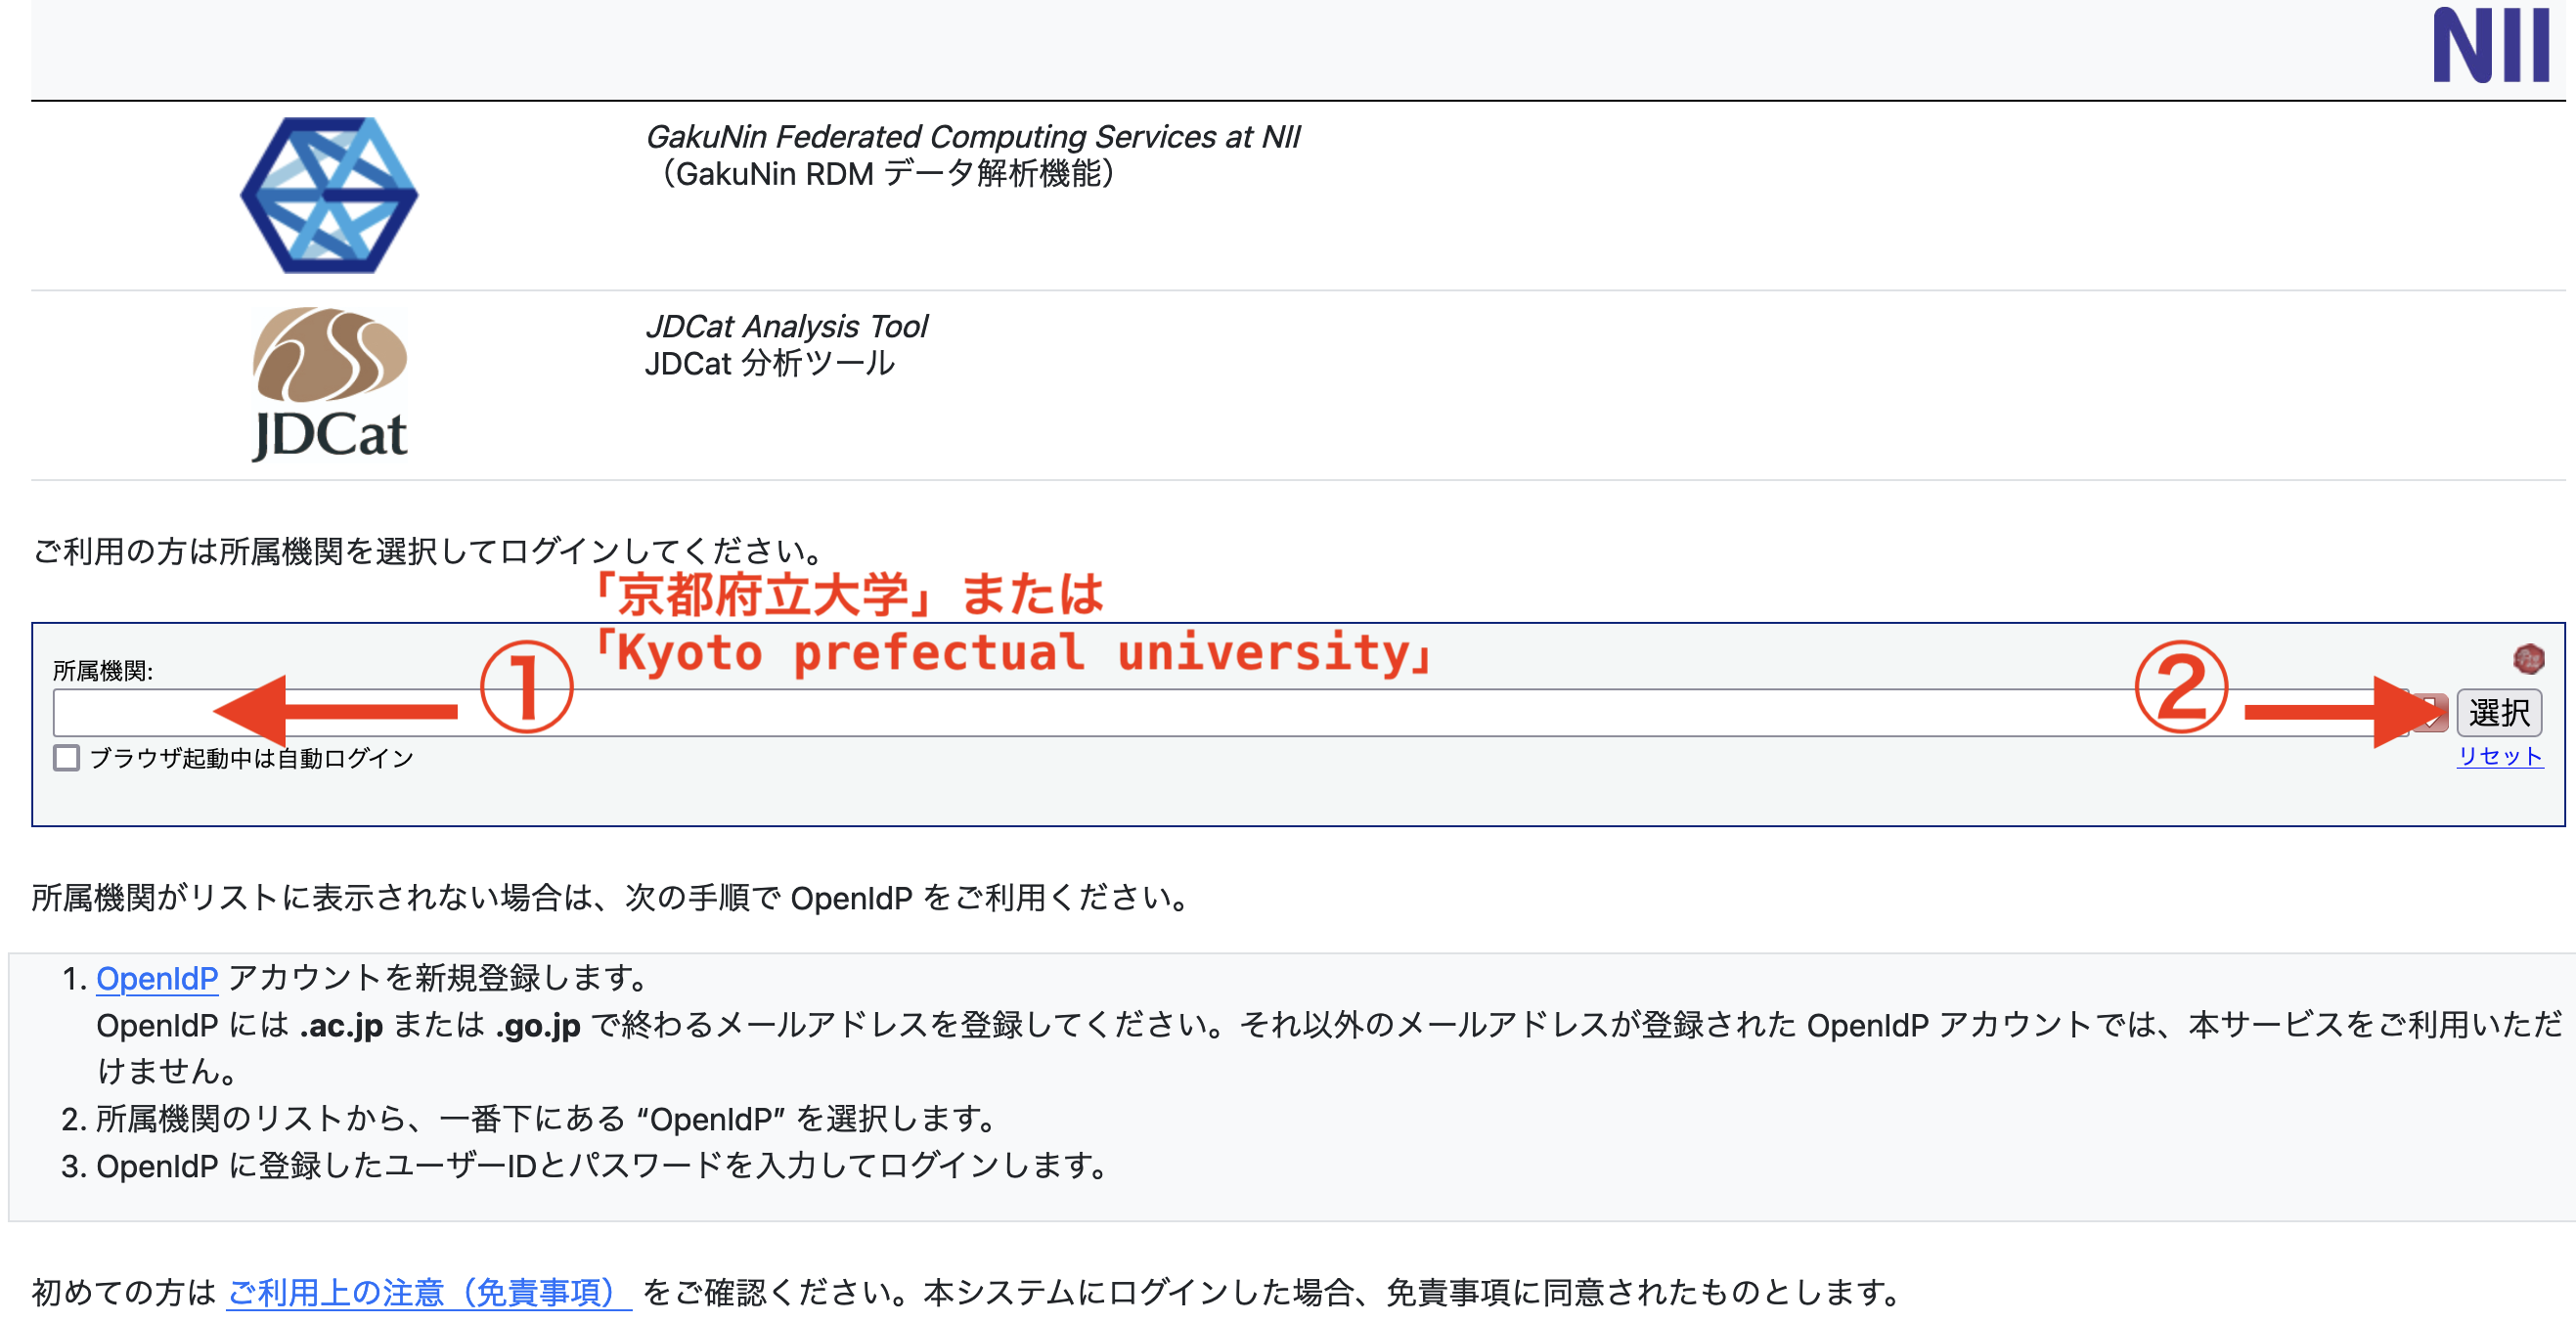 NII
GakuNin Federated Computing Services at NII
（GakuNin RDM データ解析機能）
JDCat Analysis Tool
JDCat 分析ツール
JDCat
ご利用の方は所属機関を選択してログインしてください。
「京都府立大学」または
「Kyoto prefectual university」
所属機関:
①
②
選択
ブラウザ起動中は自動ログイン
リセット
所属機関がリストに表示されない場合は、次の手順で OpenIdP をご利用ください。
1. OpenIdP アカウントを新規登録します。
OpenIdP には .ac.jp または .go.jp で終わるメールアドレスを登録してください。それ以外のメールアドレスが登録された OpenIdP アカウントでは、本サービスをご利用いただ
けません。
2. 所属機関のリストから、一番下にある “OpenIdP” を選択します。
3. OpenIdP に登録したユーザーIDとパスワードを入力してログインします。
初めての方は ご利用上の注意（免責事項） をご確認ください。本システムにログインした場合、免責事項に同意されたものとします。